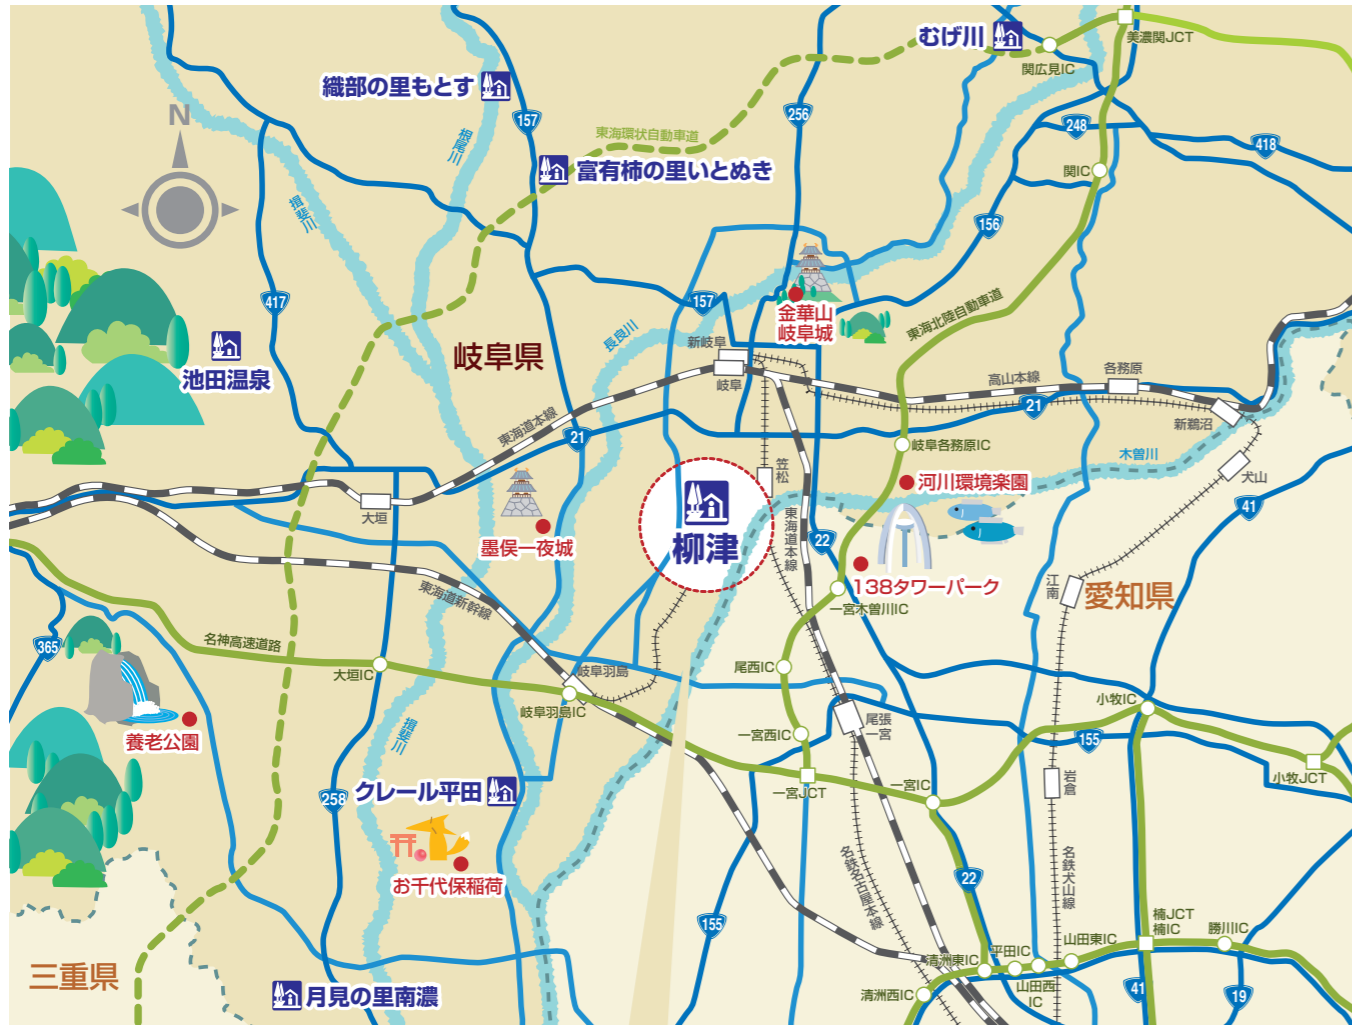 むげ川
美濃関JCT
関広見IC
織部の里もとす
N
157
256
248
418
東海環状自動車道
根尾川
富有柿の里いとぬき
関IC
揖斐川
156
417
157
金華山
岐阜城
東海北陸自動車道
長良川
新岐阜
岐阜
岐阜県
池田温泉
高山本線
各務原
21
新鵜沼
東海道本線
21
岐阜各務原IC
木曽川
犬山
笠松
河川環境楽園
41
大垣
柳津
東海道本線
22
墨俣一夜城
138タワーパーク
江南
愛知県
東海道新幹線
一宮木曽川IC
365
名神高速道路
大垣IC
岐阜羽島
尾西IC
岐阜羽島IC
小牧IC
尾張
一宮
揖斐川
養老公園
一宮西IC
155
小牧JCT
岩倉
一宮JCT
一宮IC
258
クレール平田
お千代保稲荷
名鉄名古屋本線
22
名鉄犬山線
155
楠JCT
楠IC
勝川IC
山田東IC
平田IC
清洲東IC
三重県
山田西
IC
月見の里南濃
清洲西IC
41
19